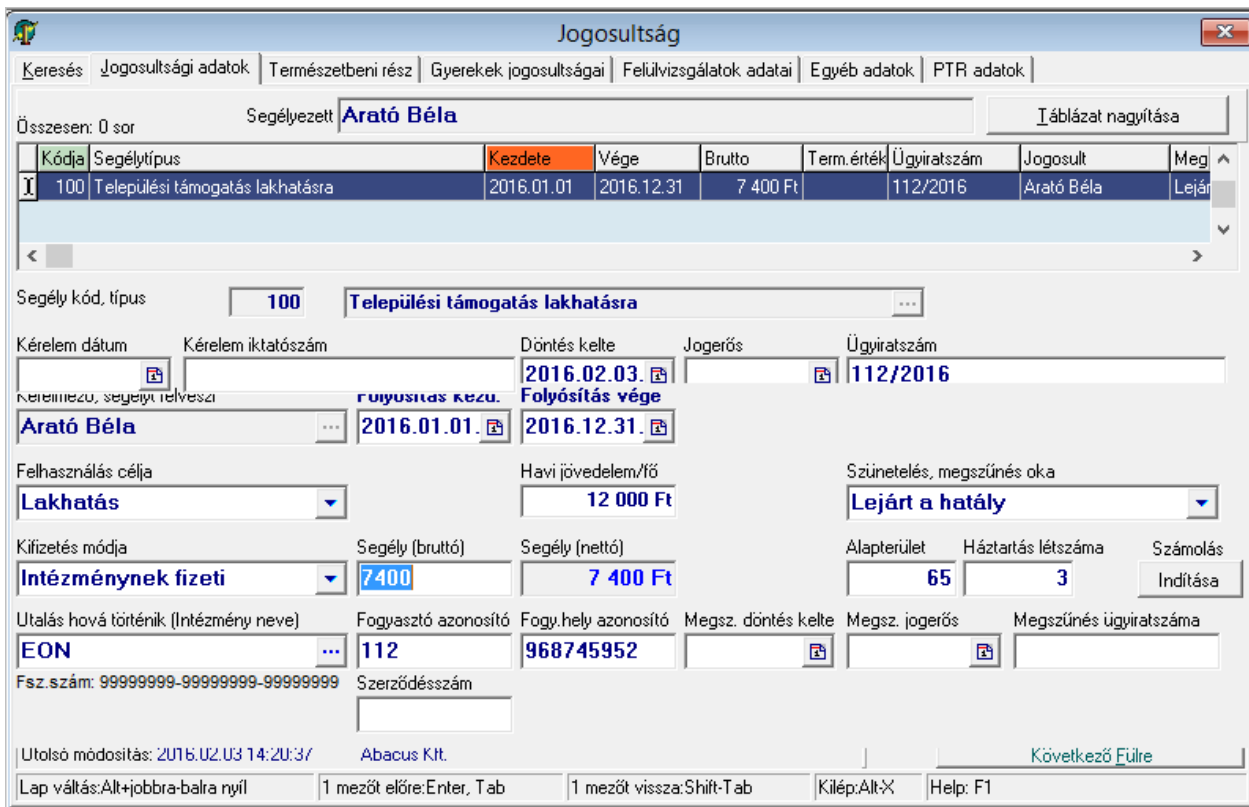 Jogosultság
Keresés Jogosultsági adatok Természetbeni rész Gyerekek jogosultságai Felülvizsgálatok adatai Egyéb adatok PTR adatok
Összesen: 0 sor Segélyezett Arató Béla Táblázat nagyítása
Kódja Segélytípus Kezdete Vége Brutto Term.érték Ügyiratszám Jogosult Meg
100 Települési támogatás lakhatásra 2016.01.01 2016.12.31 7 400 Ft 112/2016 Arató Béla Lejár
Segély kód, típus 100 Települési támogatás lakhatásra ...
Kérelem dátum Kérelem iktatószám Döntés kelte Jogerős Ügyiratszám
2016.02.03. 112/2016
Kérelmező, segélyt felveszi Folyósítás kezd. Folyósítás vége
Arató Béla ... 2016.01.01. 2016.12.31.
Felhasználás célja Havi jövedelem/fő Szünetelés, megszűnés oka
Lakhatás 12 000 Ft Lejárt a hatály
Kifizetés módja Segély (bruttó) Segély (nettó) Alapterület Háztartás létszáma Számolás
Intézménynek fizeti 7400 7 400 Ft 65 3 Indítása
Utalás hová történik (Intézmény neve) Fogyasztó azonosító Fogy.hely azonosító Megsz. döntés kelte Megsz. jogerős Megszűnés ügyiratszáma
EON ... 112 968745952
Fsz.szám: 99999999-99999999-99999999 Szerződésszám
Utolsó módosítás: 2016.02.03 14:20:37 Abacus Kft. Következő Fülre
Lap váltás:Alt+jobbra-balra nyíl 1 mezőt előre:Enter, Tab 1 mezőt vissza:Shift-Tab Kilép:Alt-X Help: F1